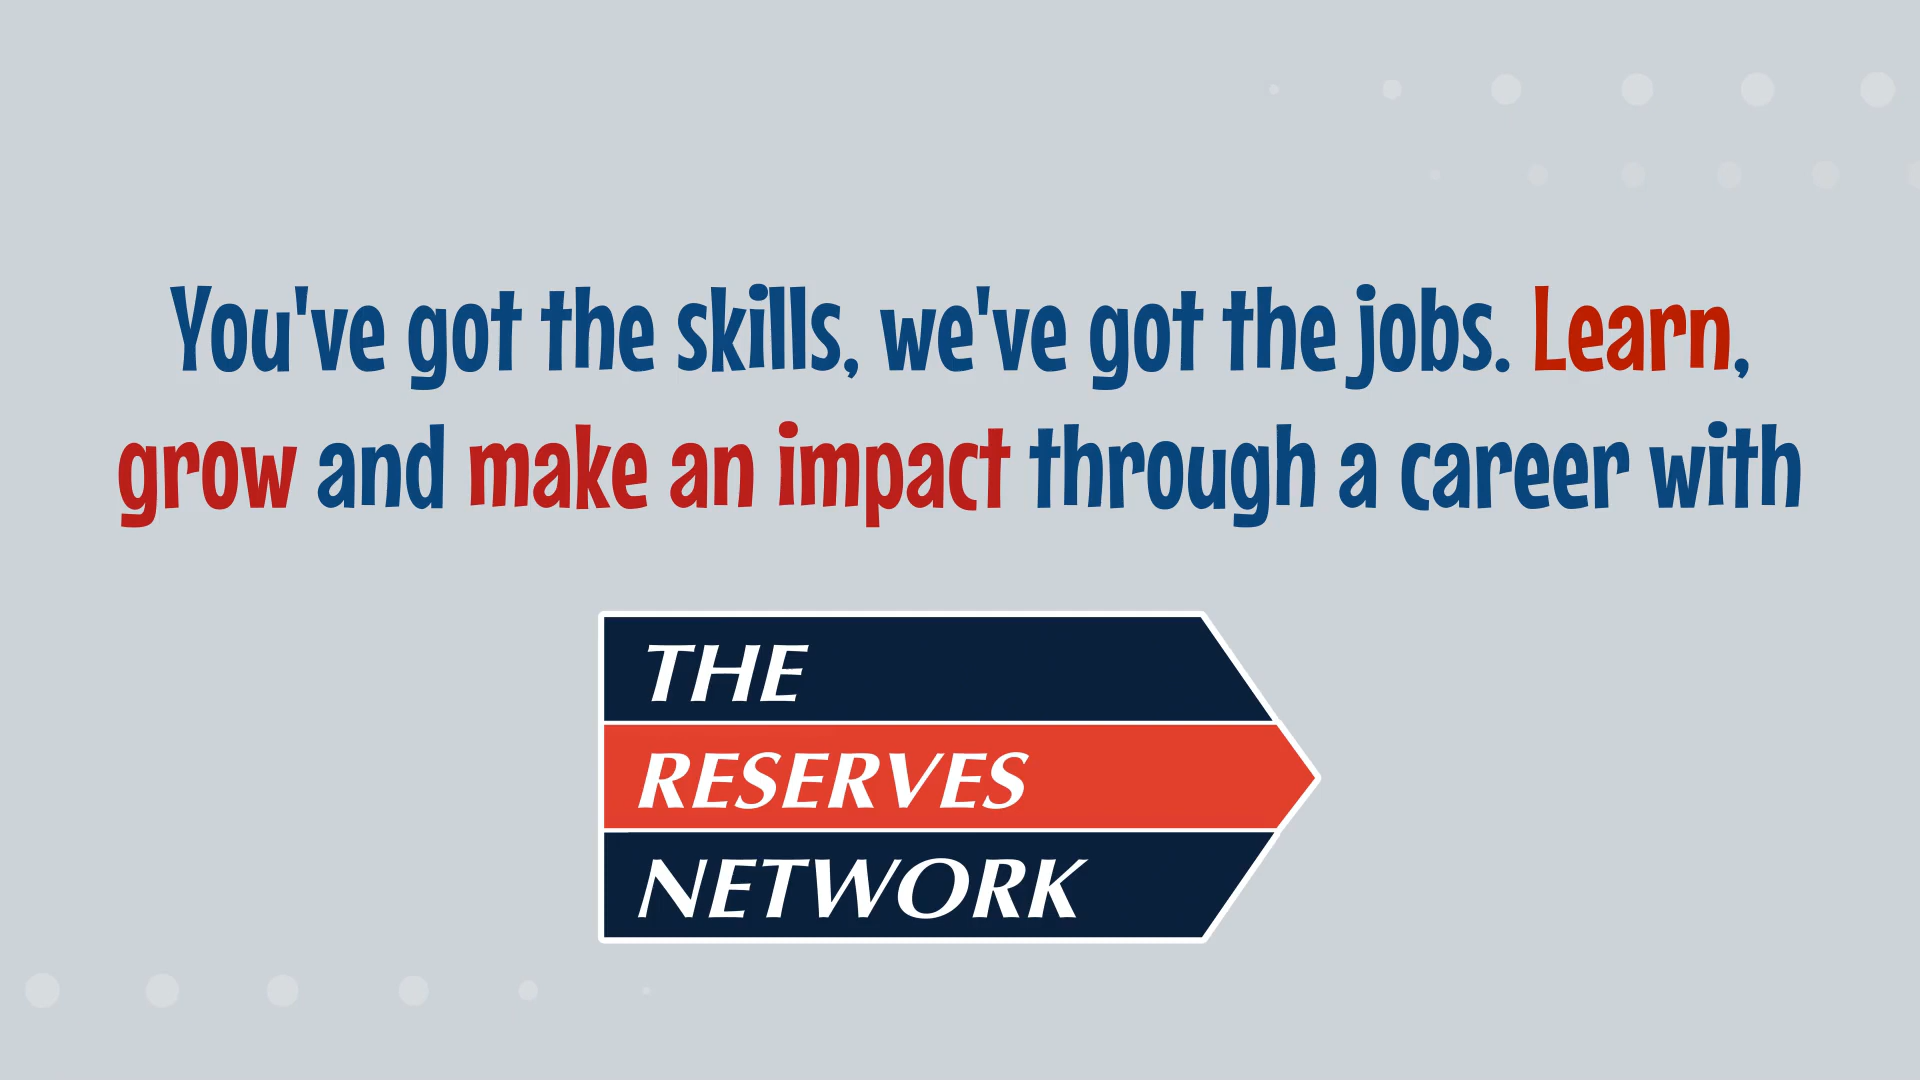 You've got the skills, we've got the jobs. Learn,
grow and make an impact through a career with
THE
RESERVES
NETWORK